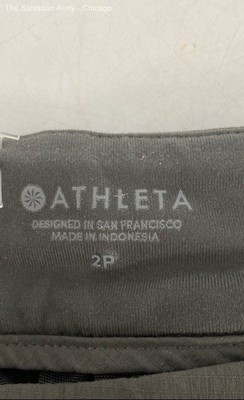 The Salvation Army - Chicago
ATHLETA
DESIGNED IN SAN FRANCISCO
MADE IN INDONESIA
2P